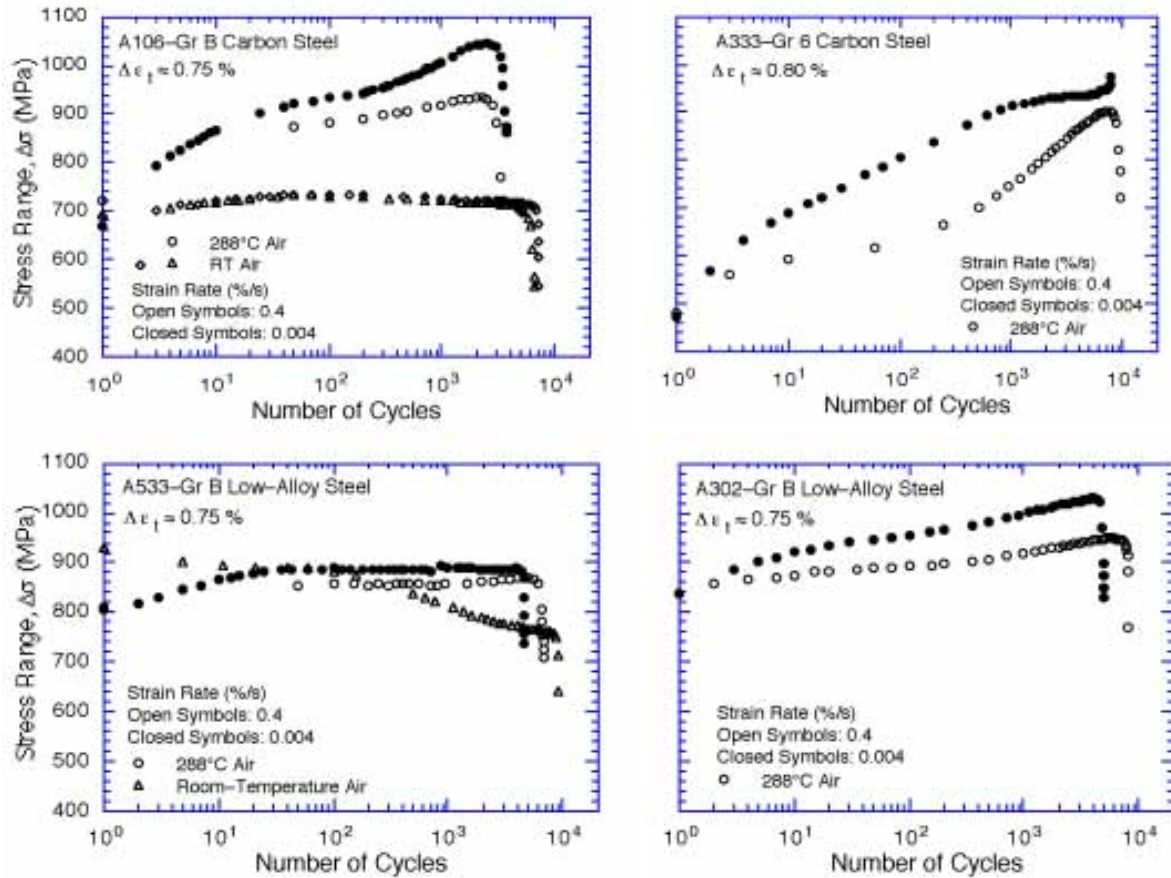 A106–Gr B Carbon Steel
Δ ε t ≈ 0.75 %
1100
1000
900
800
700
600
500
400
Stress Range, Δσ (MPa)
288°C Air
RT Air
Strain Rate (%/s)
Open Symbols: 0.4
Closed Symbols: 0.004
10^0 10^1 10^2 10^3 10^4
Number of Cycles
A333–Gr 6 Carbon Steel
Δ ε t ≈ 0.80 %
Strain Rate (%/s)
Open Symbols: 0.4
Closed Symbols: 0.004
288°C Air
10^0 10^1 10^2 10^3 10^4
Number of Cycles
A533–Gr B Low–Alloy Steel
Δ ε t ≈ 0.75 %
1100
1000
900
800
700
600
500
400
Stress Range, Δσ (MPa)
Strain Rate (%/s)
Open Symbols: 0.4
Closed Symbols: 0.004
288°C Air
Room–Temperature Air
10^0 10^1 10^2 10^3 10^4
Number of Cycles
A302–Gr B Low–Alloy Steel
Δ ε t ≈ 0.75 %
Strain Rate (%/s)
Open Symbols: 0.4
Closed Symbols: 0.004
288°C Air
10^0 10^1 10^2 10^3 10^4
Number of Cycles